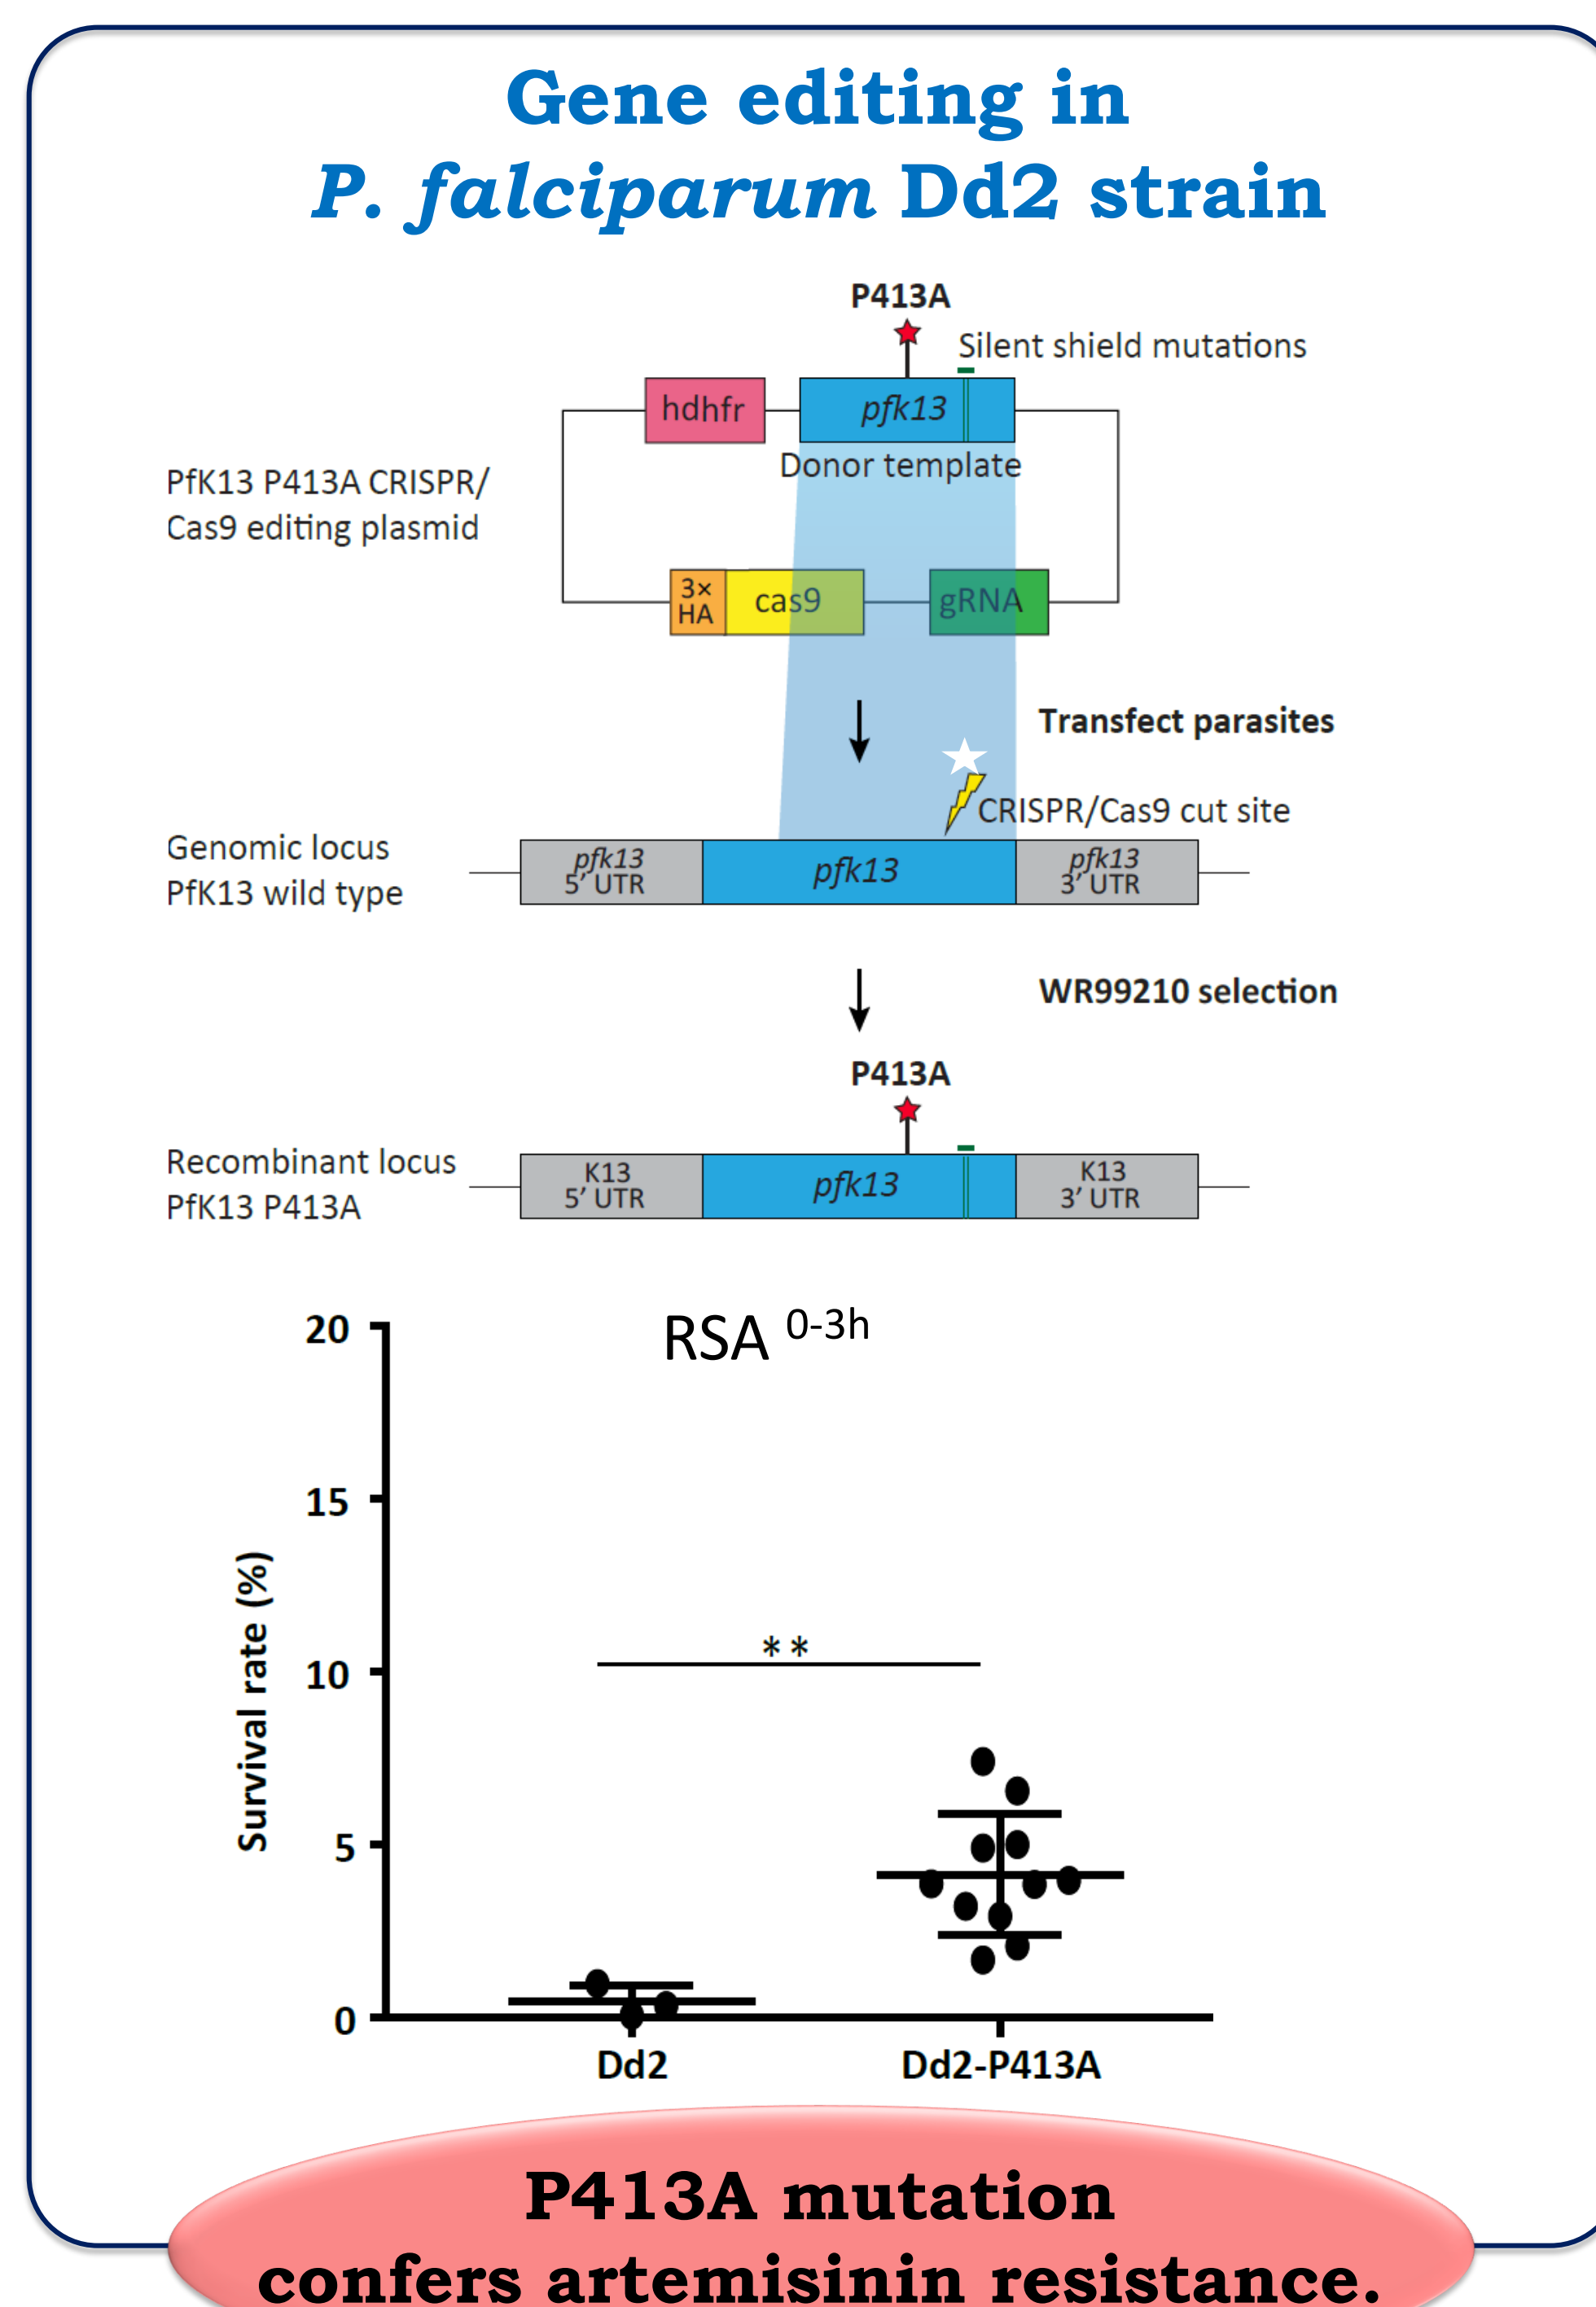 Gene editing in
P. falciparum Dd2 strain
P413A
Silent shield mutations
hdhfr
pfk13
Donor template
PfK13 P413A CRISPR/
Cas9 editing plasmid
3×
HA
cas9
gRNA
Transfect parasites
CRISPR/Cas9 cut site
Genomic locus
PfK13 wild type
pfk13
5’ UTR
pfk13
pfk13
3’ UTR
WR99210 selection
P413A
Recombinant locus
PfK13 P413A
K13
5’ UTR
pfk13
K13
3’ UTR
RSA 0-3h
20
15
10
5
0
Survival rate (%)
**
Dd2
Dd2-P413A
P413A mutation
confers artemisinin resistance.